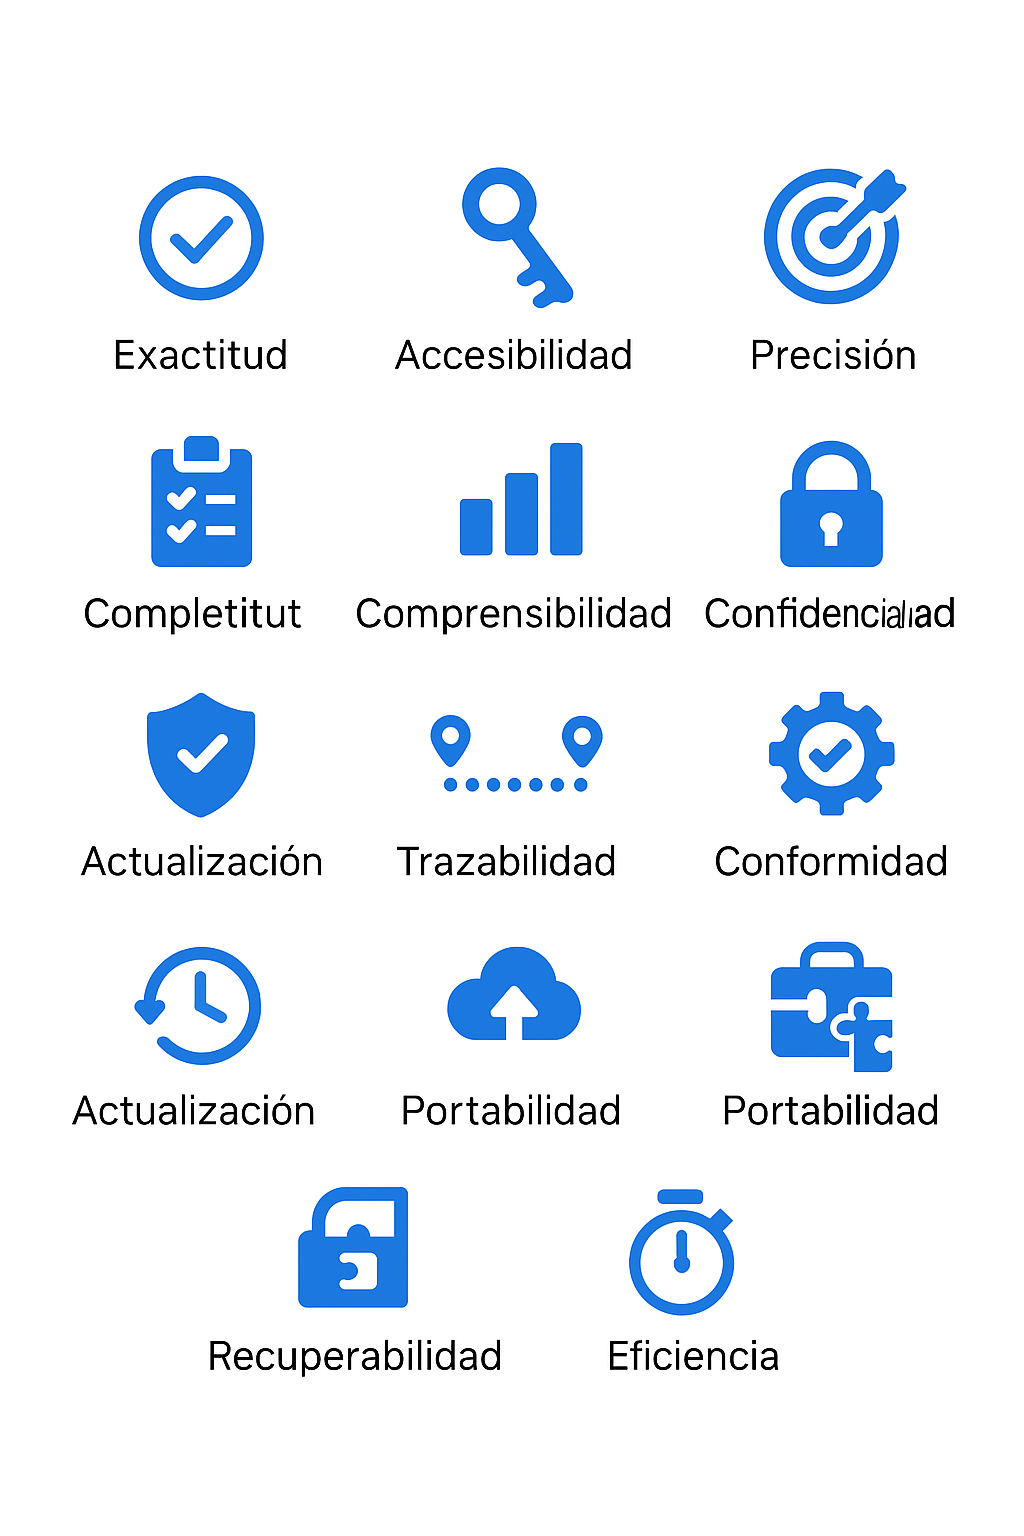 Exactitud
Accesibilidad
Precisión
Completitut
Comprensibilidad
Actualización
Trazabilidad
Conformidad
Actualización
Portabilidad
Portabilidad
Recuperabilidad
Eficiencia